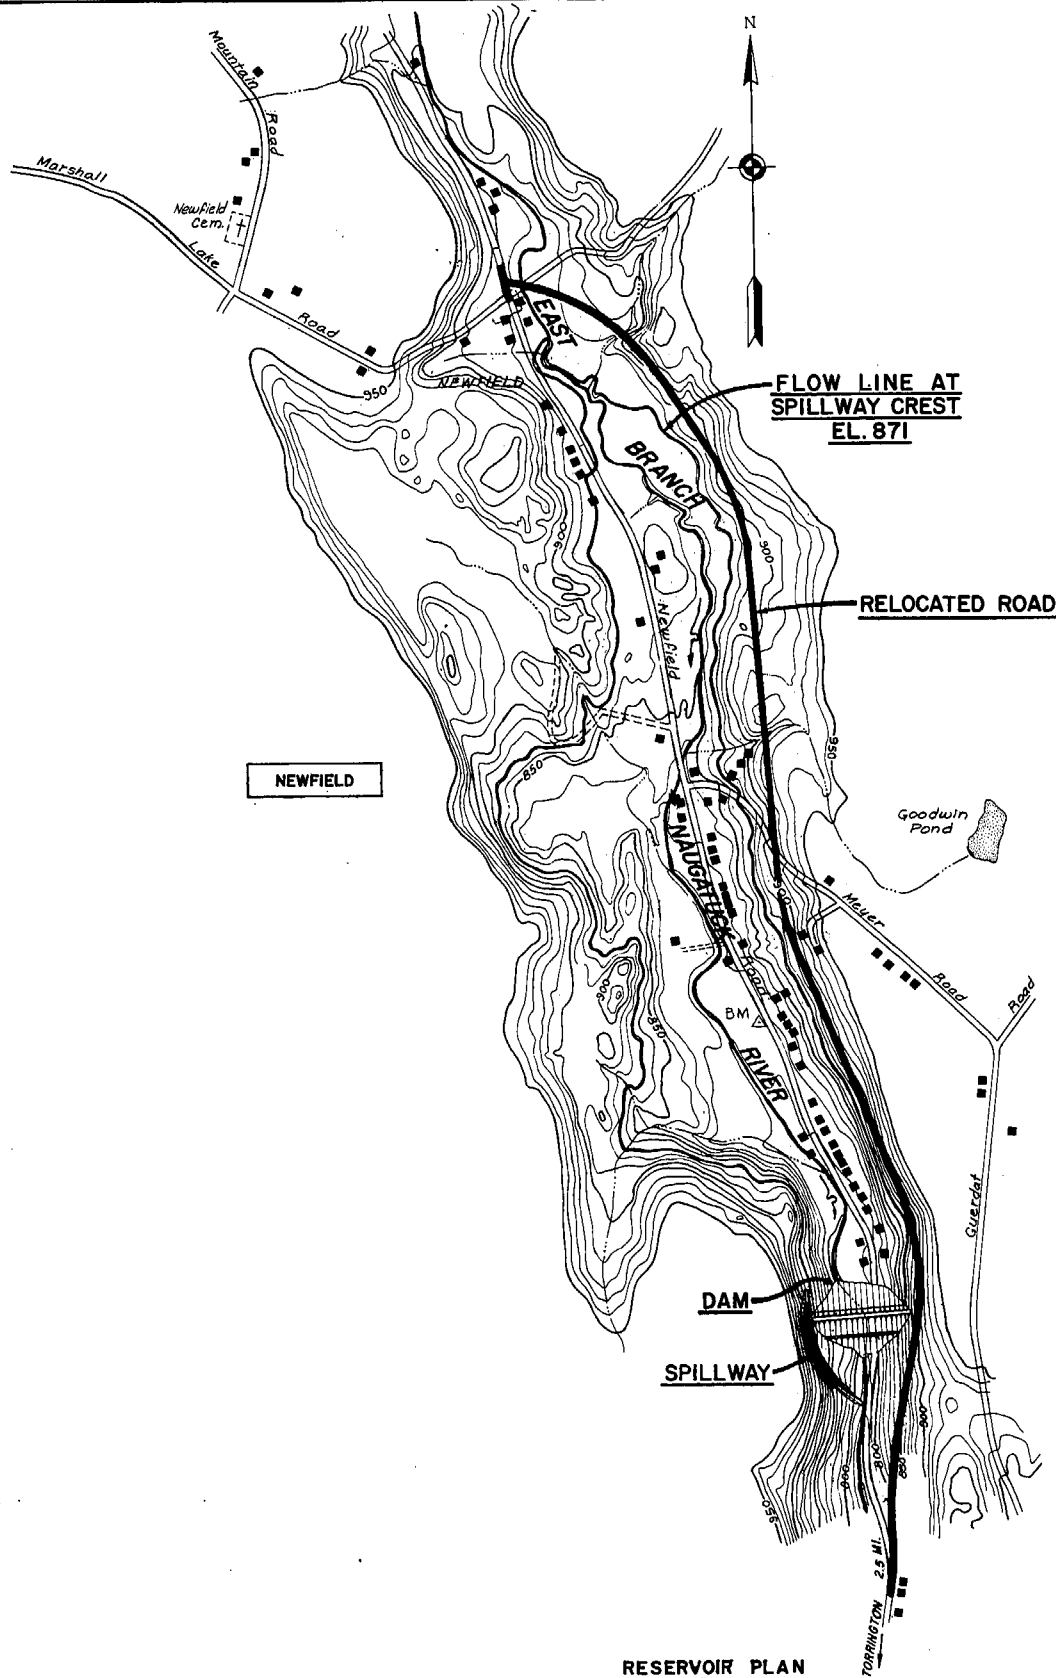 N
Mountain
Road
Marshall
Lake
Road
Newfield
Cem.
950
NEWFIELD
EAST
BRANCH
NAUGATUCK
RIVER
FLOW LINE AT
SPILLWAY CREST
EL. 871
900
900
RELOCATED ROAD
Newfield
Road
950
850
NEWFIELD
Goodwin
Pond
900
Meyer
Road
Road
900
850
BM
Guerdat
DAM
SPILLWAY
800
800
850
900
950
TORRINGTON 2.5 MI.
RESERVOIR PLAN